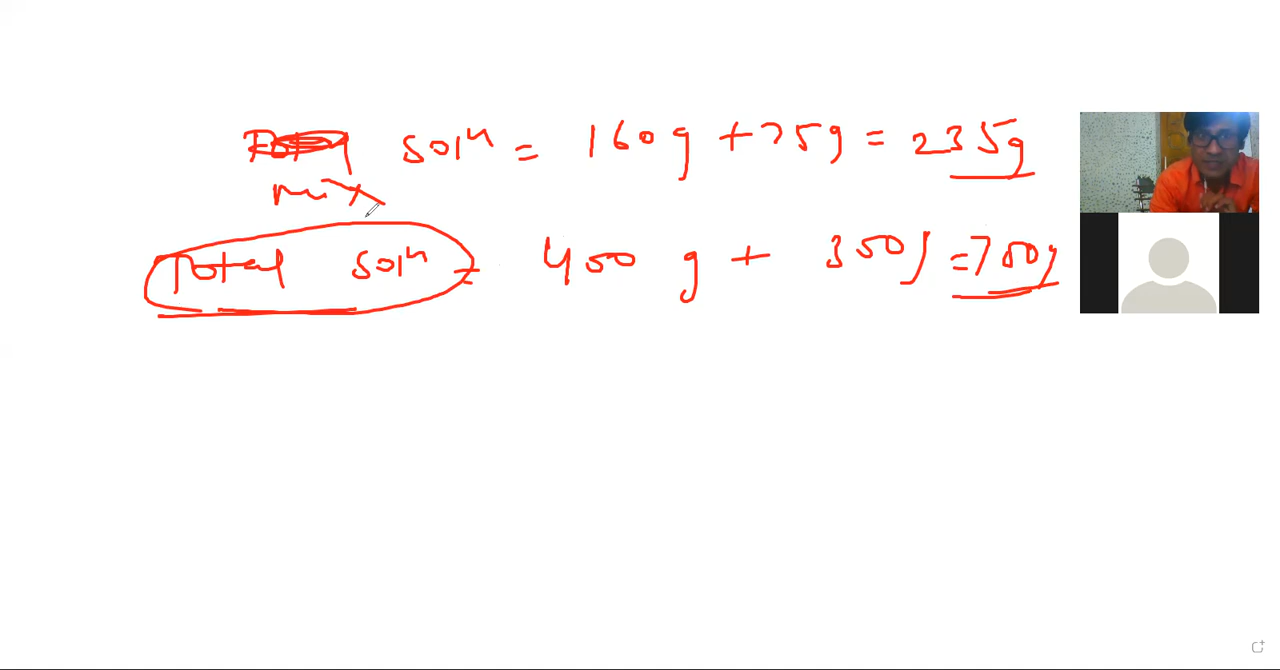 soln = 160g + 75g = 235g
mix
Total soln = 400 g + 350g = 750g